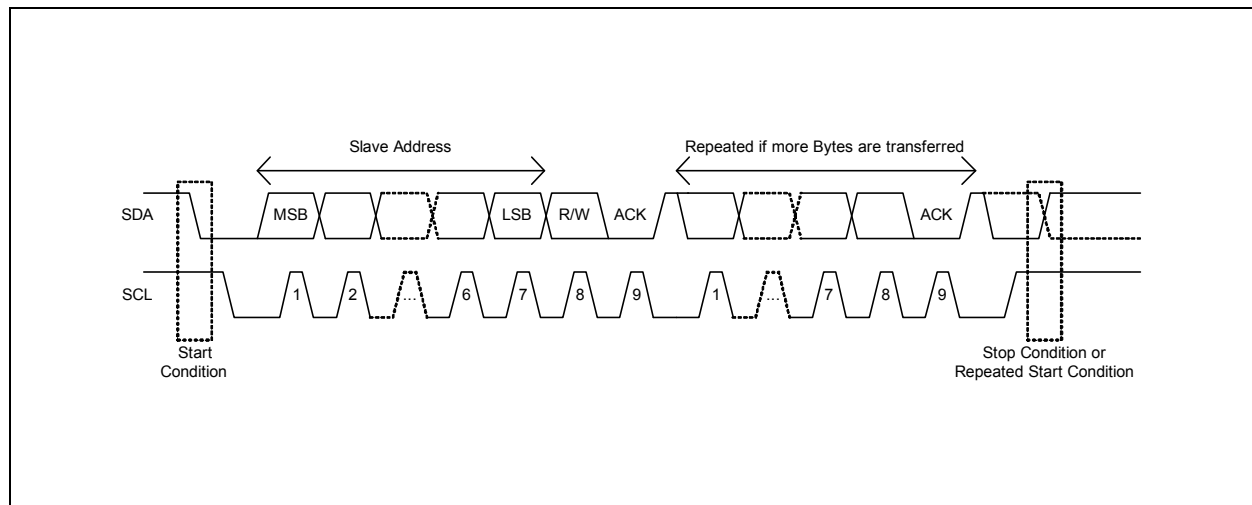 Slave Address
Repeated if more Bytes are transferred
SDA
MSB
LSB
R/W
ACK
ACK
SCL
1
2
...
6
7
8
9
1
...
7
8
9
Start
Condition
Stop Condition or
Repeated Start Condition